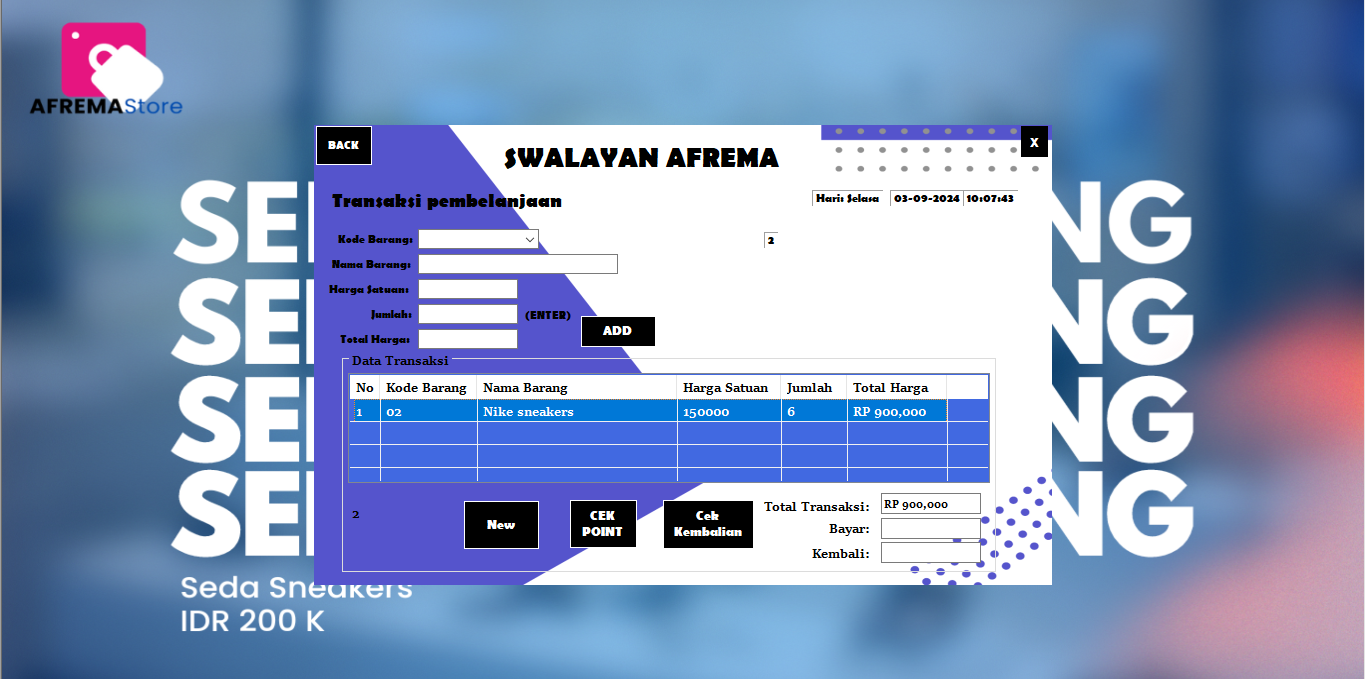 AFREMAStore
BACK
X
SWALAYAN AFREMA
Transaksi pembelanjaan
Hari: Selasa 03-09-2024 10:07:43
Kode Barang:
2
Nama Barang:
Harga Satuan:
Jumlah: (ENTER)
ADD
Total Harga:
Data Transaksi
No Kode Barang Nama Barang Harga Satuan Jumlah Total Harga
1 02 Nike sneakers 150000 6 RP 900,000
2
New
CEK
POINT
Cek
Kembalian
Total Transaksi: RP 900,000
Bayar:
Kembali:
SE NG
SE NG
SE NG
SE NG
Seda Sneakers
IDR 200 K